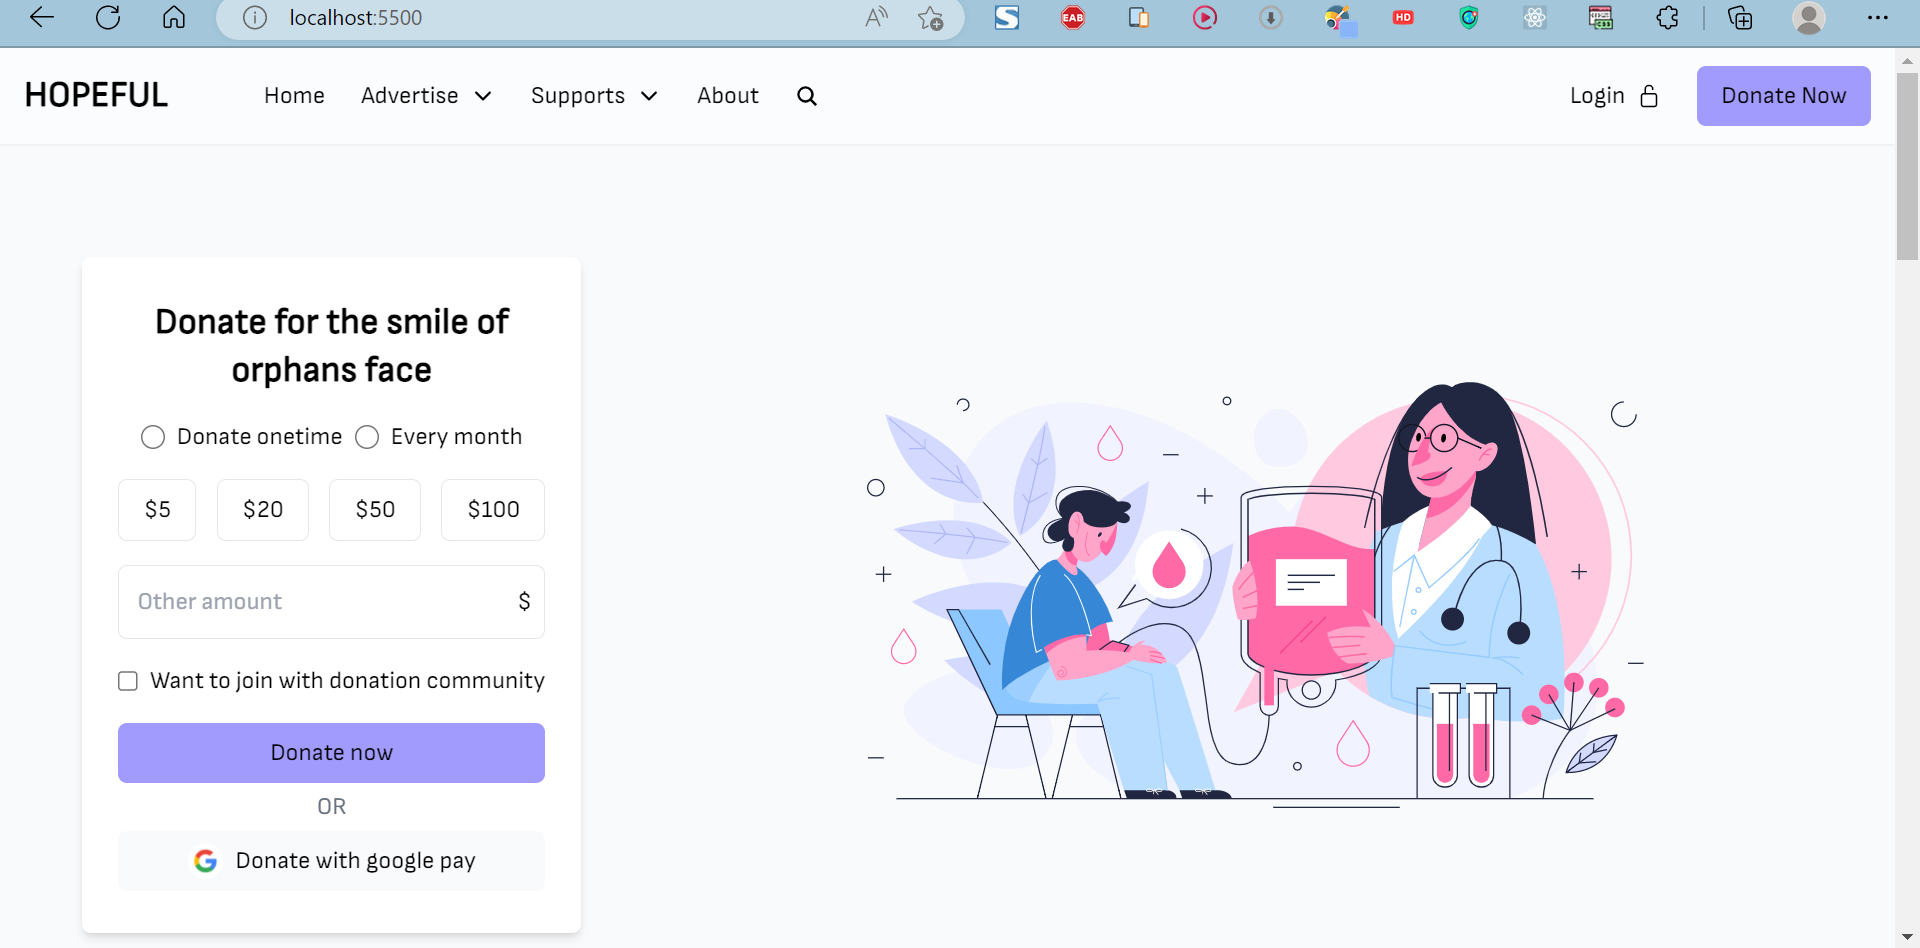 localhost:5500
EAB
HD
HOPEFUL
Home
Advertise
Supports
About
Login
Donate Now
Donate for the smile of
orphans face
Donate onetime
Every month
$5
$20
$50
$100
Other amount
$
Want to join with donation community
Donate now
OR
Donate with google pay